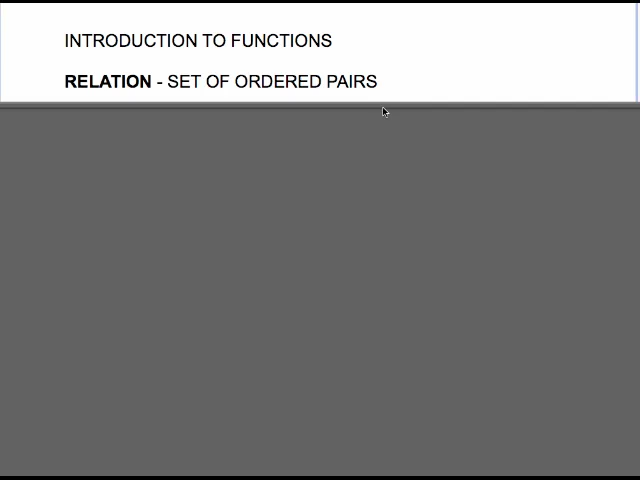 INTRODUCTION TO FUNCTIONS
RELATION - SET OF ORDERED PAIRS